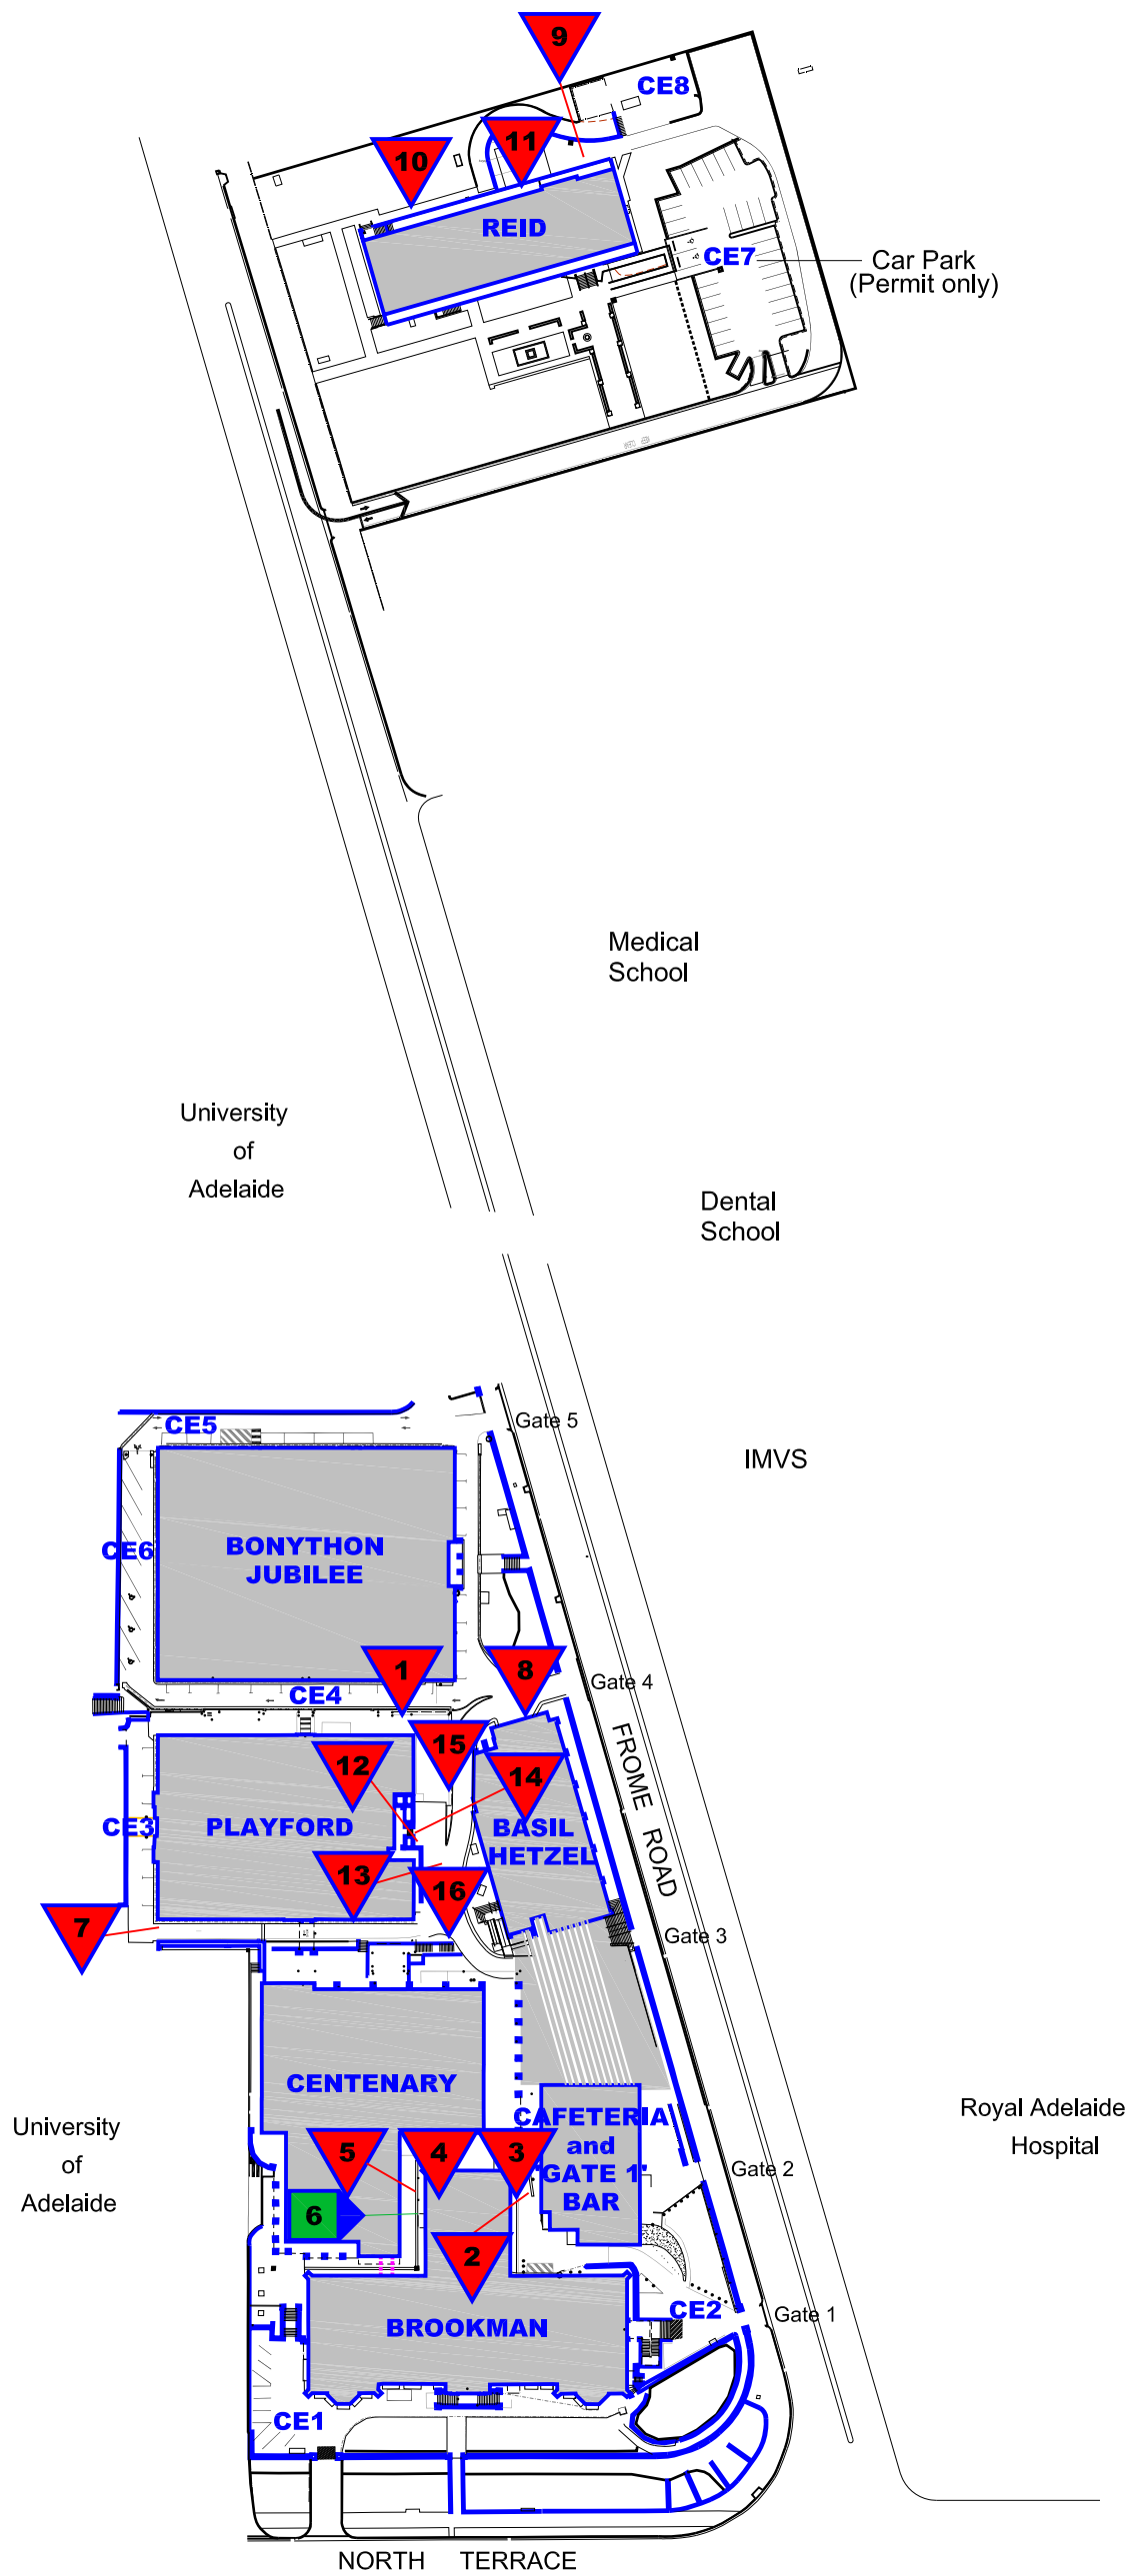 9
CE8
11
10
REID
CE7
Car Park
(Permit only)
Medical
School
University
of
Adelaide
Dental
School
Gate 5
CE5
IMVS
BONYTHON
JUBILEE
CE6
1
8
Gate 4
CE4
15
12
14
FROME ROAD
CE3
PLAYFORD
BASIL
HETZEL
13
16
7
Gate 3
CENTENARY
Royal Adelaide
Hospital
CAFETERIA
and
'GATE 1'
BAR
University
of
Adelaide
5
4
3
Gate 2
6
2
CE2
Gate 1
BROOKMAN
CE1
NORTH TERRACE